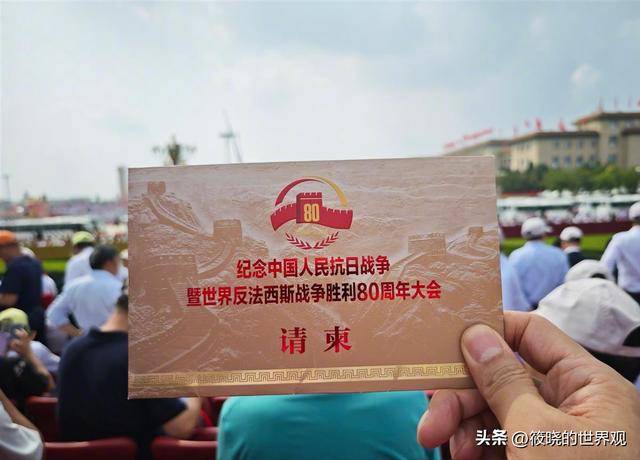 80
纪念中国人民抗日战争
暨世界反法西斯战争胜利80周年大会
请柬
头条 @筱晓的世界观